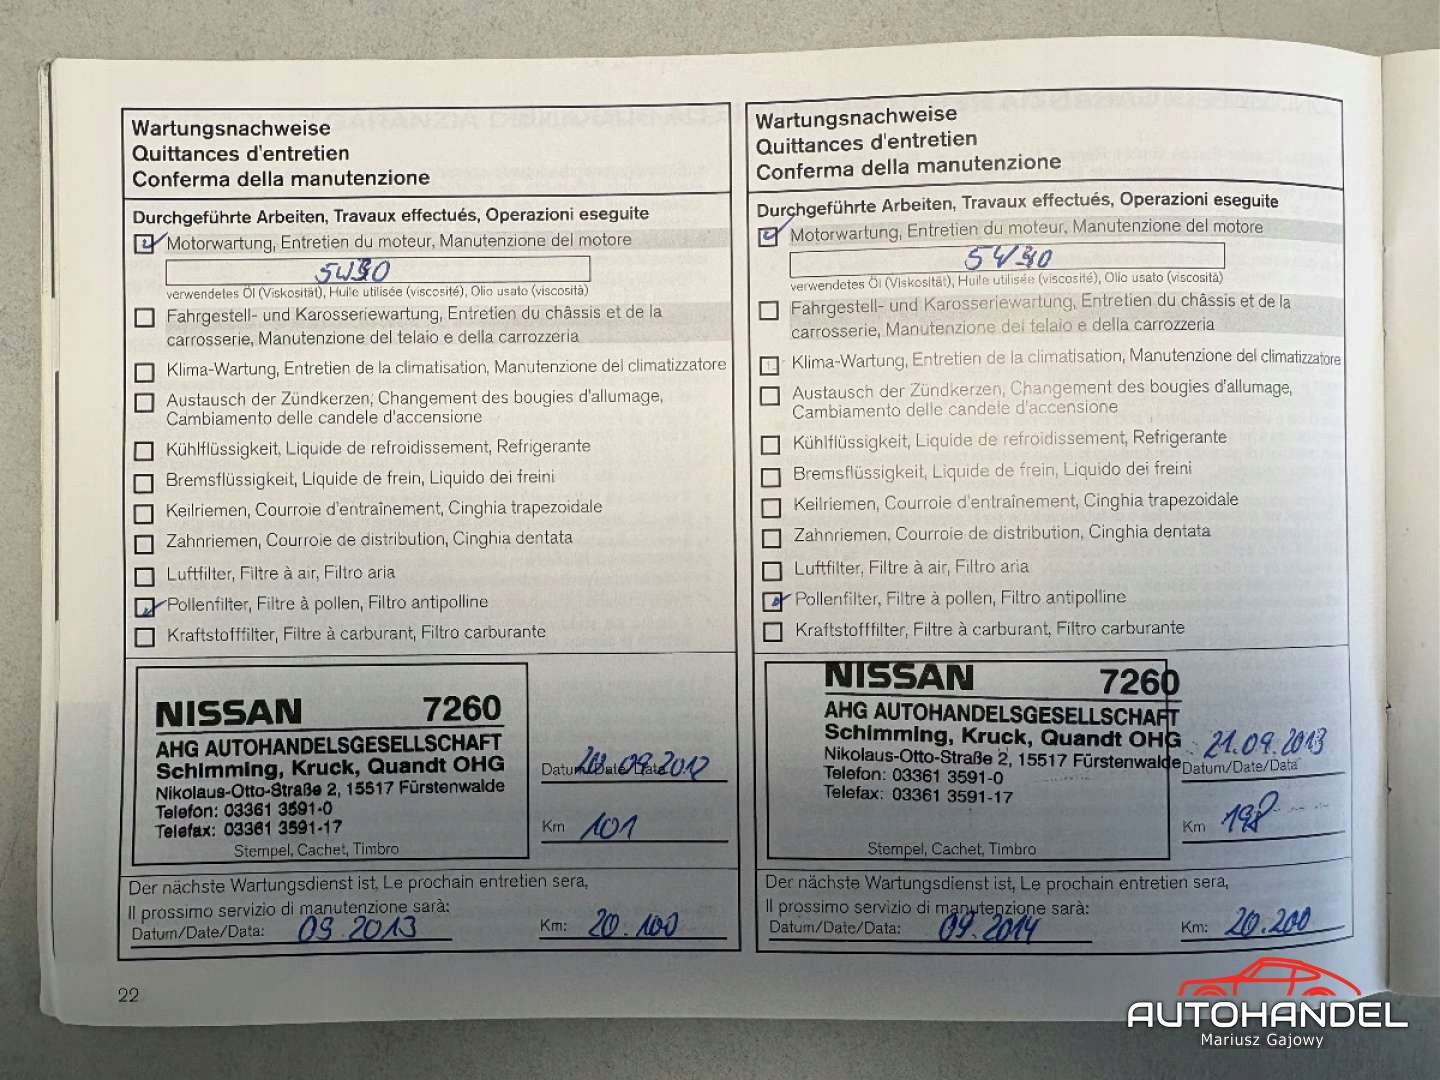 Wartungsnachweise
Quittances d'entretien
Conferma della manutenzione
Durchgeführte Arbeiten, Travaux effectués, Operazioni eseguite
Motorwartung, Entretien du moteur, Manutenzione del motore
5W30
verwendetes Öl (Viskosität), Huile utilisée (viscosité), Olio usato (viscosità)
Fahrgestell- und Karosseriewartung, Entretien du châssis et de la
carrosserie, Manutenzione del telaio e della carrozzeria
Klima-Wartung, Entretien de la climatisation, Manutenzione del climatizzatore
Austausch der Zündkerzen, Changement des bougies d'allumage,
Cambiamento delle candele d'accensione
Kühlflüssigkeit, Liquide de refroidissement, Refrigerante
Bremsflüssigkeit, Liquide de frein, Liquido dei freini
Keilriemen, Courroie d'entraînement, Cinghia trapezoidale
Zahnriemen, Courroie de distribution, Cinghia dentata
Luftfilter, Filtre à air, Filtro aria
Pollenfilter, Filtre à pollen, Filtro antipolline
Kraftstofffilter, Filtre à carburant, Filtro carburante
NISSAN 7260
AHG AUTOHANDELSGESELLSCHAFT
Schimming, Kruck, Quandt OHG
Nikolaus-Otto-Straße 2, 15517 Fürstenwalde
Telefon: 03361 3591-0
Telefax: 03361 3591-17
Stempel, Cachet, Timbro
Datum/Date/Data 09.2012
Km 101
Der nächste Wartungsdienst ist, Le prochain entretien sera,
Il prossimo servizio di manutenzione sarà:
Datum/Date/Data: 09.2013 Km: 20.100
22
Wartungsnachweise
Quittances d'entretien
Conferma della manutenzione
Durchgeführte Arbeiten, Travaux effectués, Operazioni eseguite
Motorwartung, Entretien du moteur, Manutenzione del motore
5W30
verwendetes Öl (Viskosität), Huile utilisée (viscosité), Olio usato (viscosità)
Fahrgestell- und Karosseriewartung, Entretien du châssis et de la
carrosserie, Manutenzione del telaio e della carrozzeria
Klima-Wartung, Entretien de la climatisation, Manutenzione del climatizzatore
Austausch der Zündkerzen, Changement des bougies d'allumage,
Cambiamento delle candele d'accensione
Kühlflüssigkeit, Liquide de refroidissement, Refrigerante
Bremsflüssigkeit, Liquide de frein, Liquido dei freini
Keilriemen, Courroie d'entraînement, Cinghia trapezoidale
Zahnriemen, Courroie de distribution, Cinghia dentata
Luftfilter, Filtre à air, Filtro aria
Pollenfilter, Filtre à pollen, Filtro antipolline
Kraftstofffilter, Filtre à carburant, Filtro carburante
NISSAN 7260
AHG AUTOHANDELSGESELLSCHAFT
Schimming, Kruck, Quandt OHG
Nikolaus-Otto-Straße 2, 15517 Fürstenwalde
Telefon: 03361 3591-0
Telefax: 03361 3591-17
Stempel, Cachet, Timbro
21.09.2013
Datum/Date/Data
Km 198
Der nächste Wartungsdienst ist, Le prochain entretien sera,
Il prossimo servizio di manutenzione sarà:
Datum/Date/Data: 09.2014 Km: 20.200
AUTOHANDEL
Mariusz Gajowy